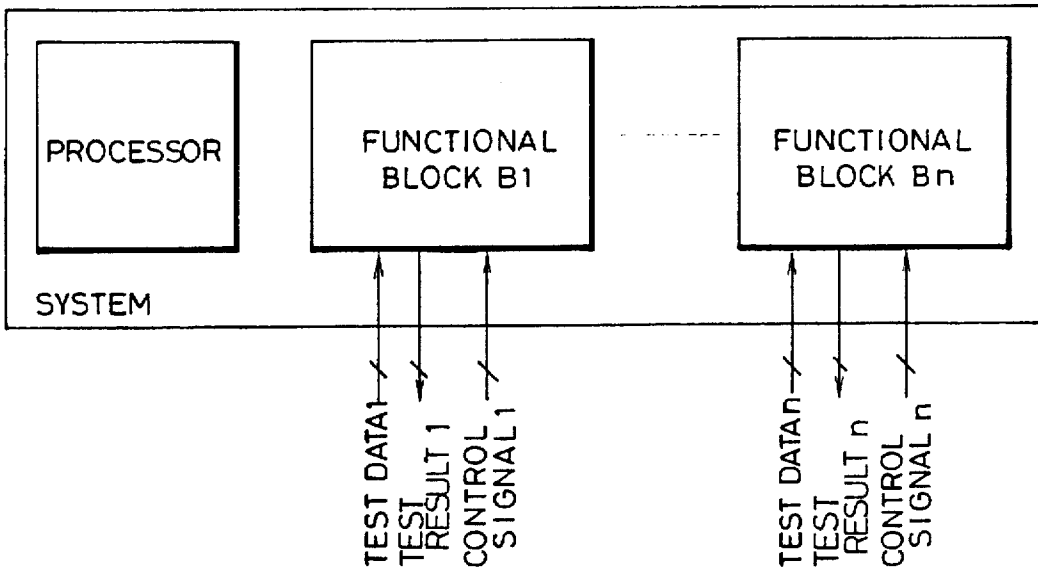 PROCESSOR
FUNCTIONAL
BLOCK B1
FUNCTIONAL
BLOCK Bn
SYSTEM
TEST DATA1
TEST
RESULT 1
CONTROL
SIGNAL 1
TEST DATA n
TEST
RESULT n
CONTROL
SIGNAL n